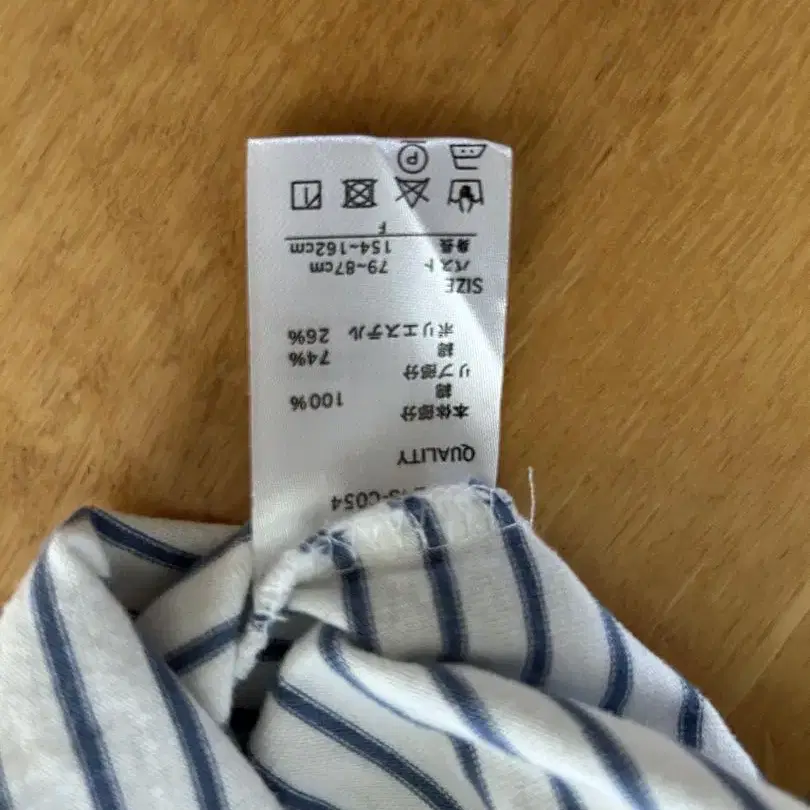 C054
QUALITY
本体部分
綿 100%
リブ部分
綿 74%
ポリエステル 26%
SIZE
バスト 79~87cm
身長 154~162cm
F
P